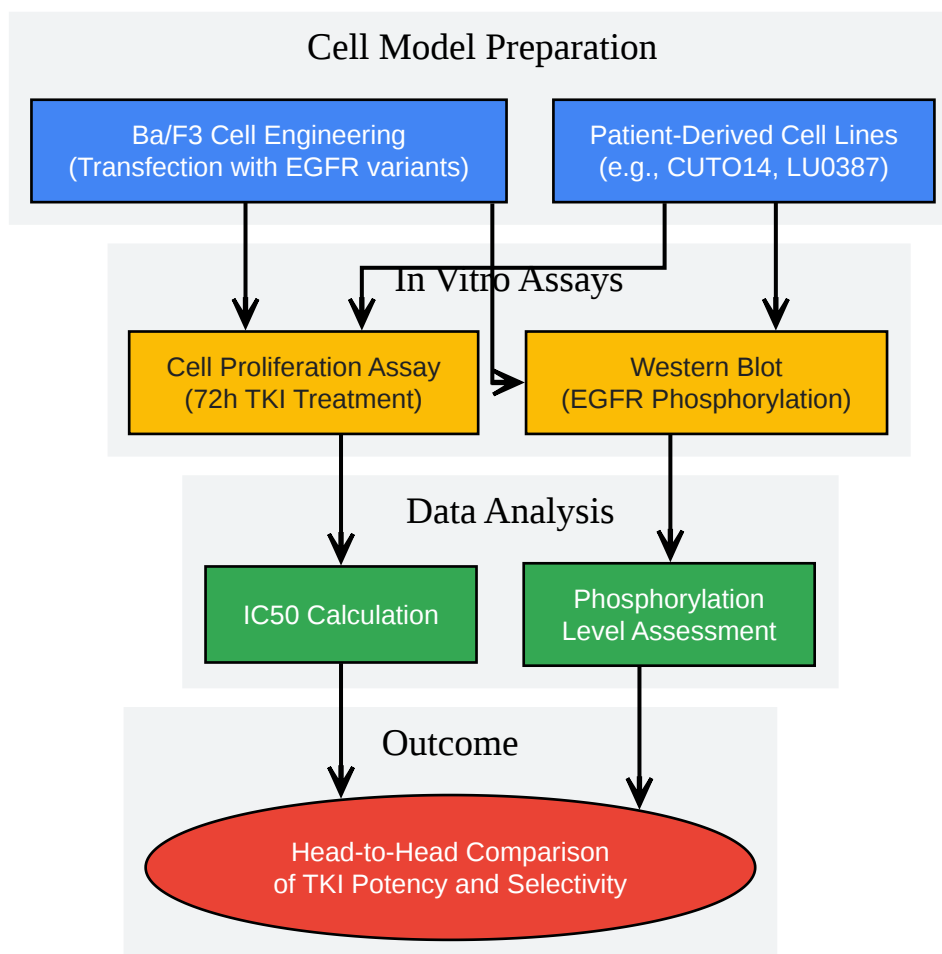 Cell Model Preparation
Ba/F3 Cell Engineering
(Transfection with EGFR variants)
Patient-Derived Cell Lines
(e.g., CUTO14, LU0387)
In Vitro Assays
Cell Proliferation Assay
(72h TKI Treatment)
Western Blot
(EGFR Phosphorylation)
Data Analysis
IC50 Calculation
Phosphorylation
Level Assessment
Outcome
Head-to-Head Comparison
of TKI Potency and Selectivity